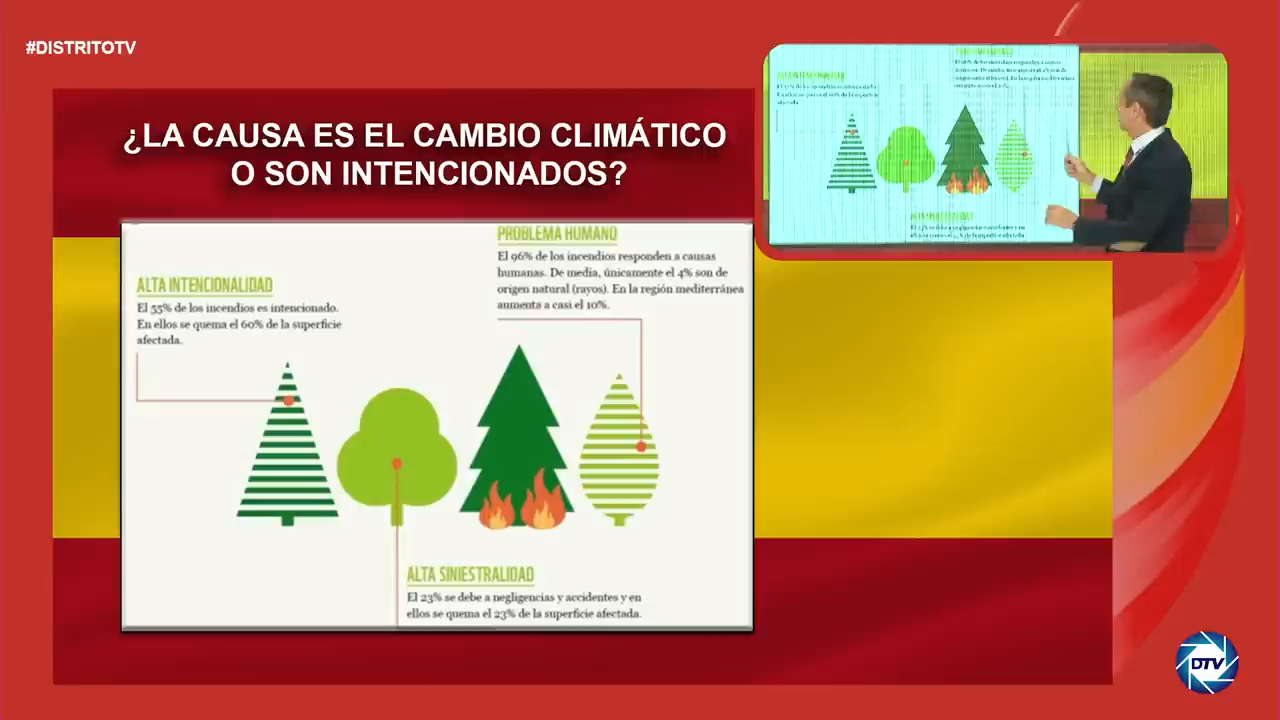 #DISTRITOTV
¿LA CAUSA ES EL CAMBIO CLIMÁTICO
O SON INTENCIONADOS?
PROBLEMA HUMANO
El 96% de los incendios responden a causas
humanas. De media, únicamente el 4% son de
origen natural (rayos). En la región mediterránea
aumenta a casi el 10%.
ALTA INTENCIONALIDAD
El 55% de los incendios es intencionado.
En ellos se quema el 60% de la superficie
afectada.
ALTA SINIESTRALIDAD
El 23% se debe a negligencias y accidentes y en
ellos se quema el 23% de la superficie afectada.
DTV